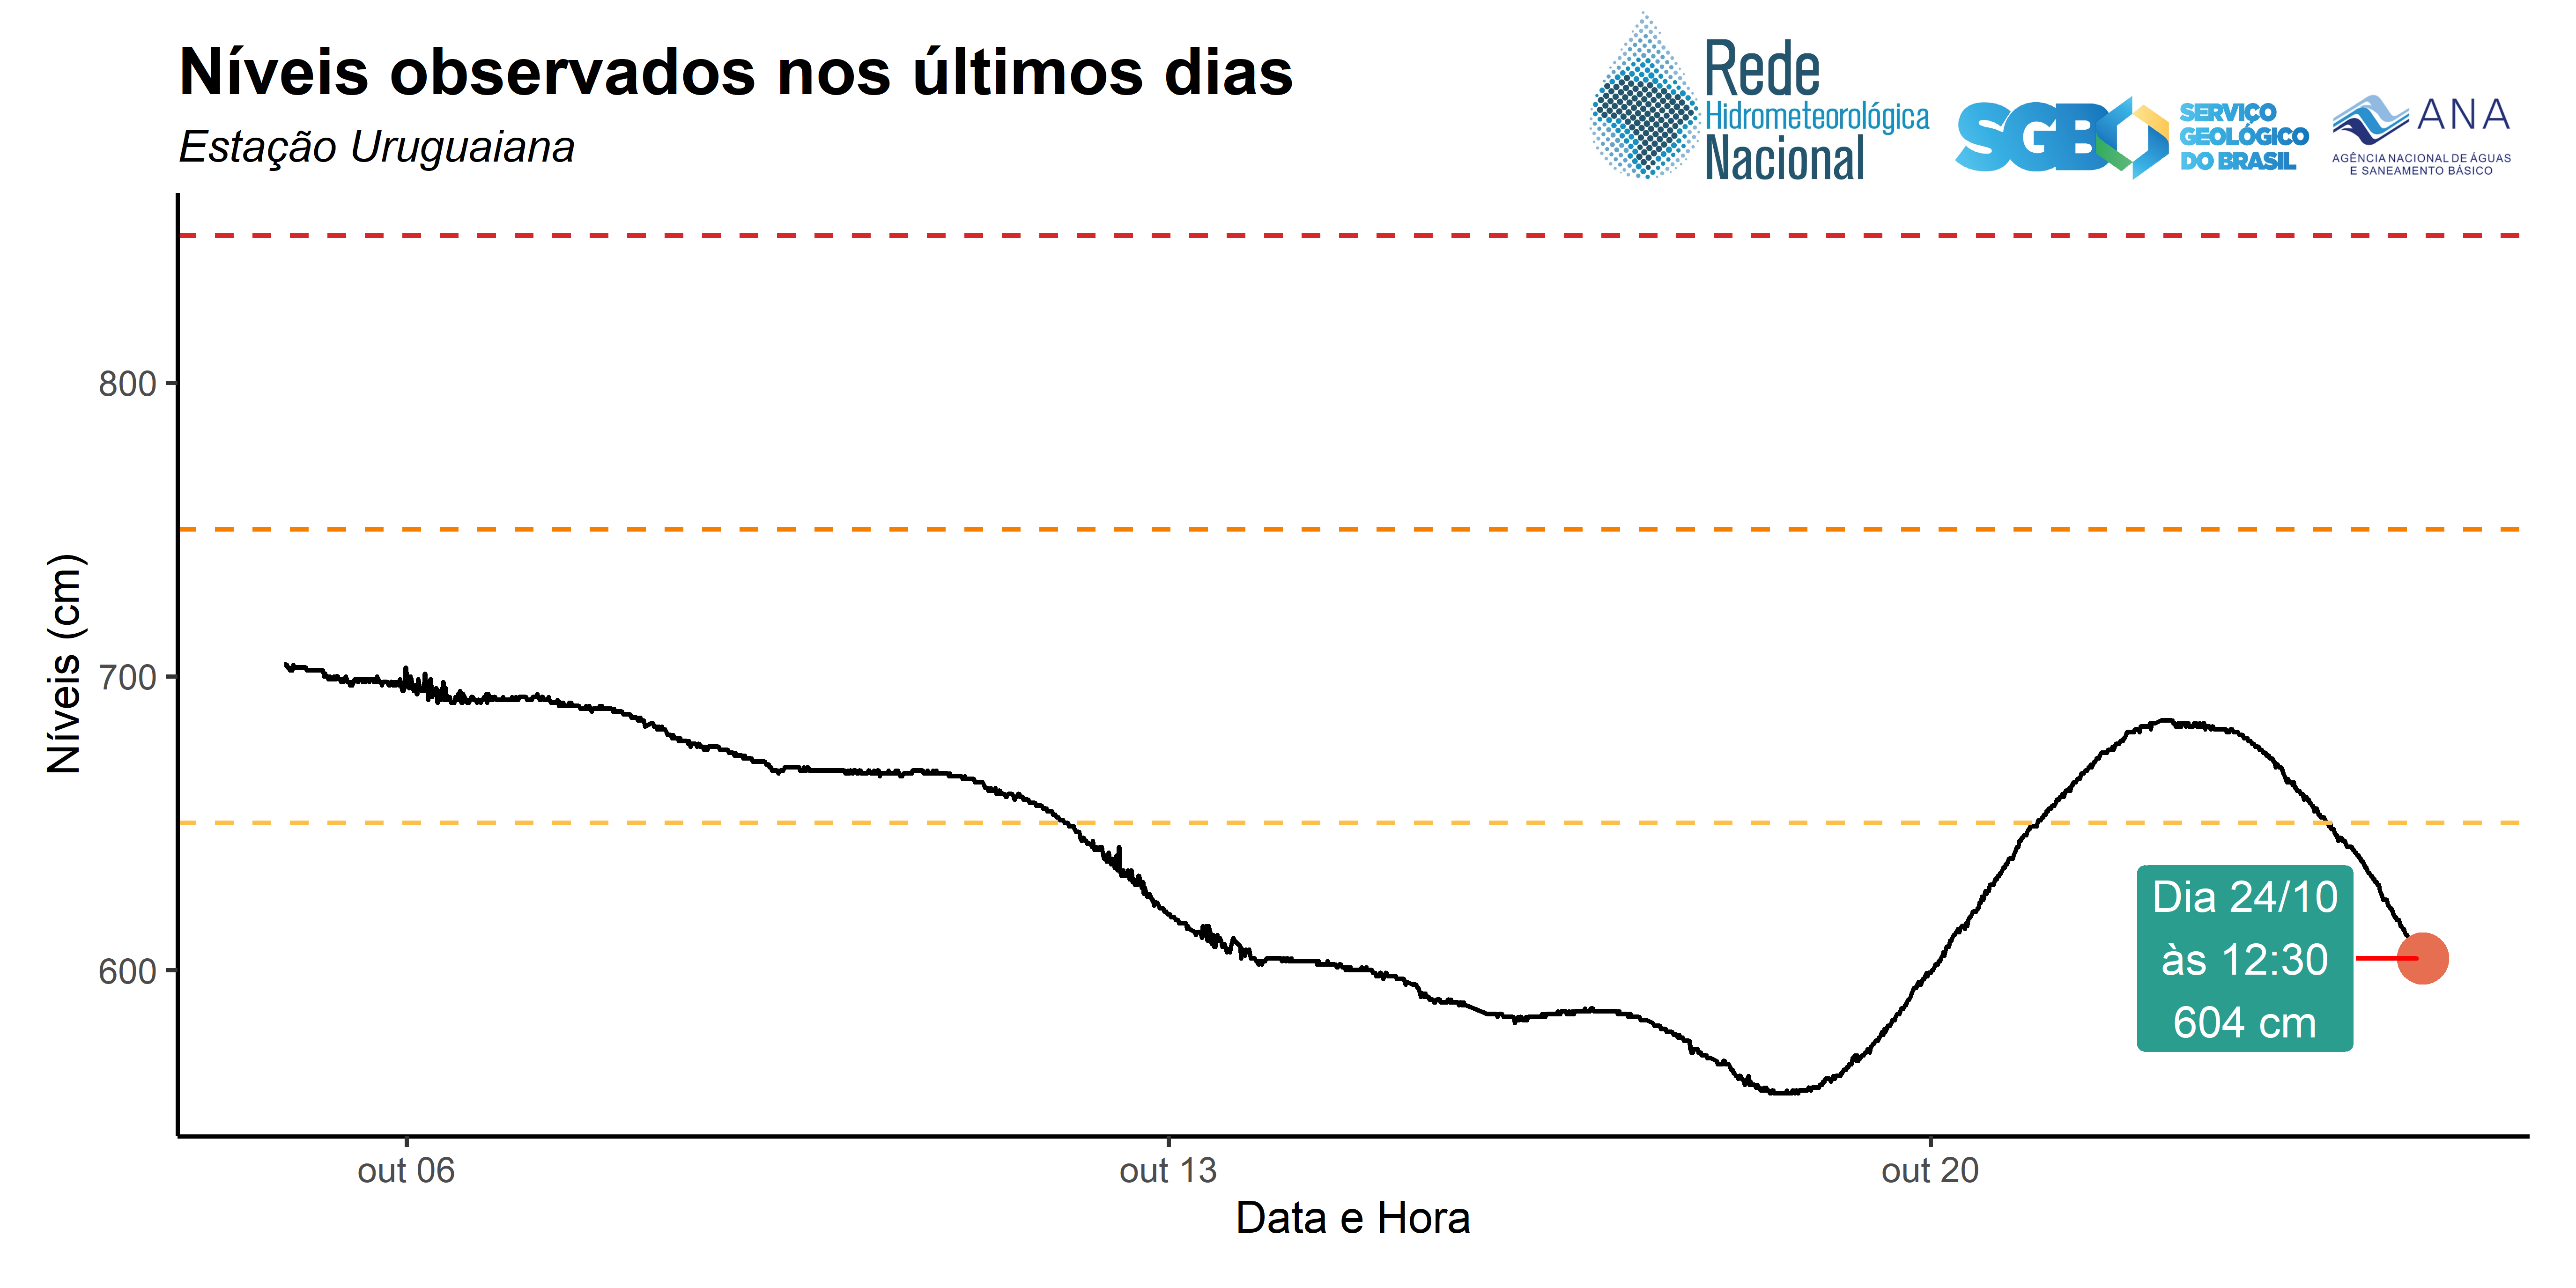 Níveis observados nos últimos dias
Estação Uruguaiana
Rede
Hidrometeorológica
Nacional
SGB
SERVIÇO
GEOLÓGICO
DO BRASIL
ANA
AGÊNCIA NACIONAL DE ÁGUAS
E SANEAMENTO BÁSICO
Níveis (cm)
800
700
600
Dia 24/10
às 12:30
604 cm
out 06
out 13
out 20
Data e Hora